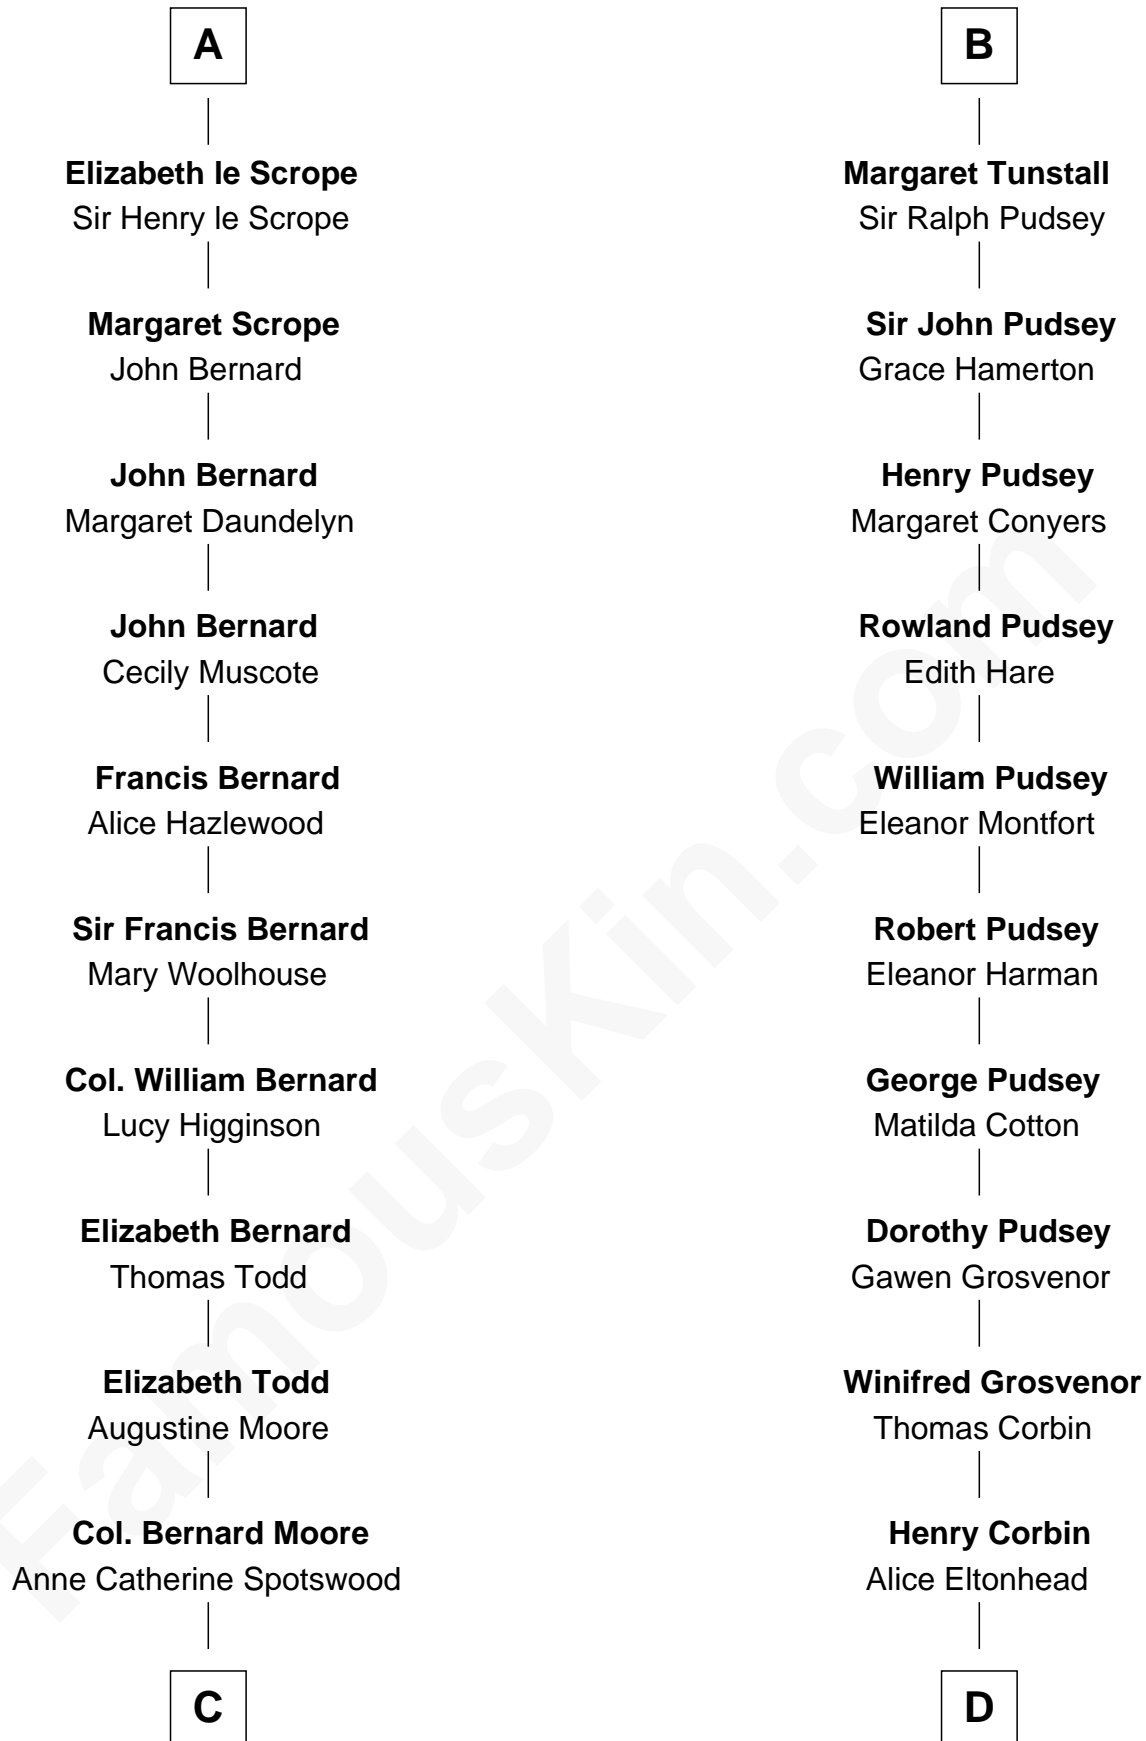 A
Elizabeth le Scrope
Sir Henry le Scrope
Margaret Scrope
John Bernard
John Bernard
Margaret Daundelyn
John Bernard
Cecily Muscote
Francis Bernard
Alice Hazlewood
Sir Francis Bernard
Mary Woolhouse
Col. William Bernard
Lucy Higginson
Elizabeth Bernard
Thomas Todd
Elizabeth Todd
Augustine Moore
Col. Bernard Moore
Anne Catherine Spotswood
C
B
Margaret Tunstall
Sir Ralph Pudsey
Sir John Pudsey
Grace Hamerton
Henry Pudsey
Margaret Conyers
Rowland Pudsey
Edith Hare
William Pudsey
Eleanor Montfort
Robert Pudsey
Eleanor Harman
George Pudsey
Matilda Cotton
Dorothy Pudsey
Gawen Grosvenor
Winifred Grosvenor
Thomas Corbin
Henry Corbin
Alice Eltonhead
D
FamousKin.com